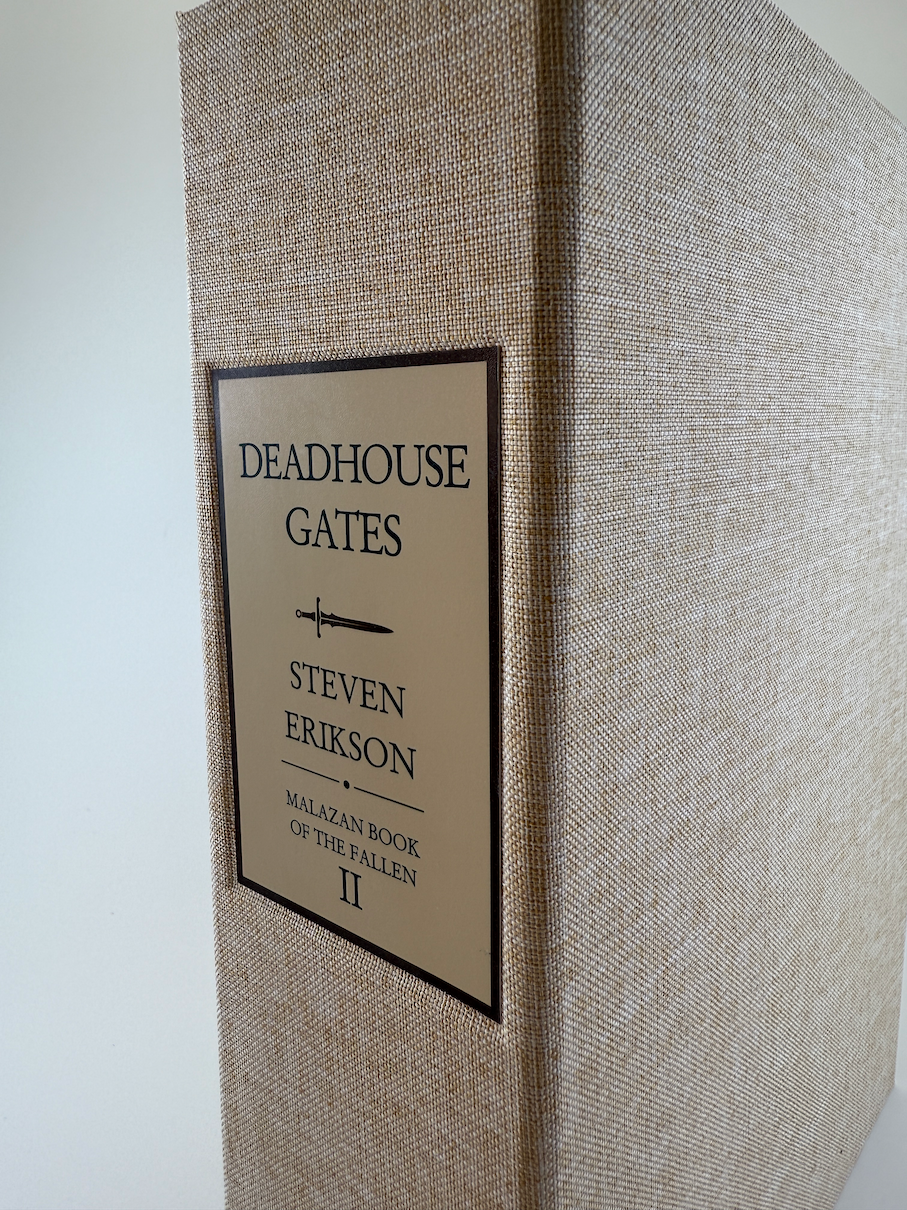 DEADHOUSE
GATES
STEVEN
ERIKSON
MALAZAN BOOK
OF THE FALLEN
II